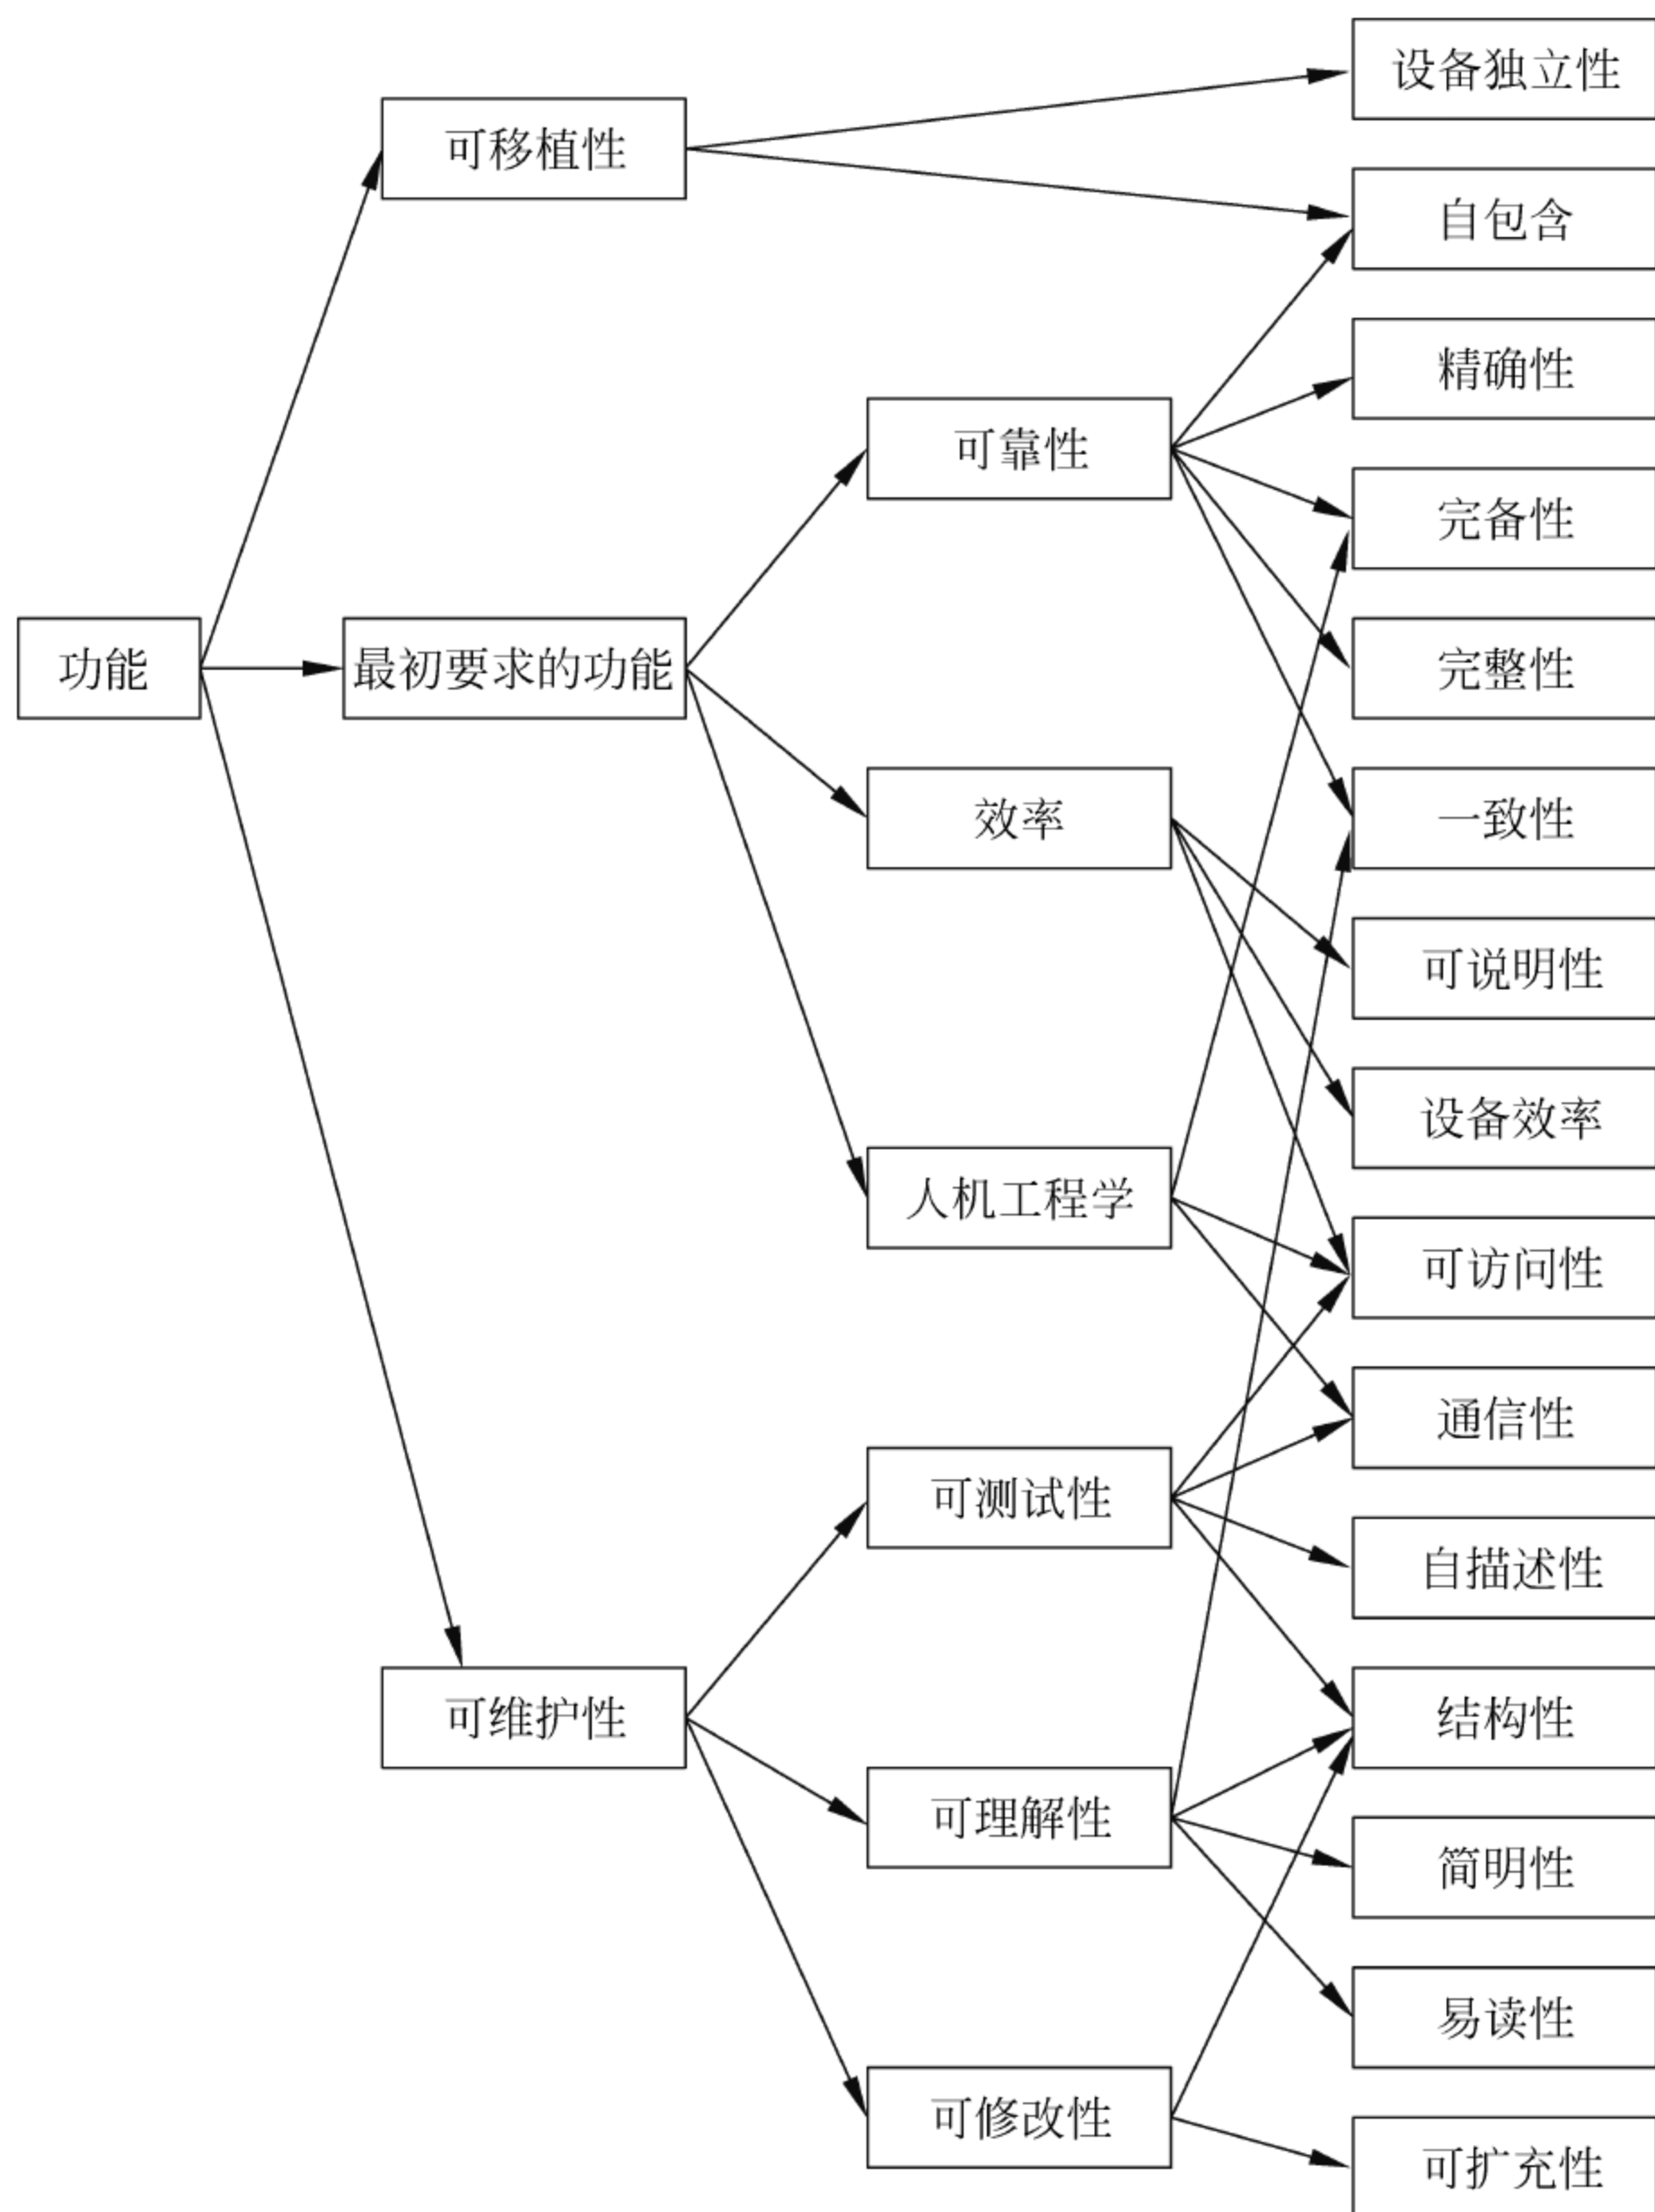 设备独立性
可移植性
自包含
精确性
可靠性
完备性
功能
最初要求的功能
完整性
效率
一致性
可说明性
设备效率
人机工程学
可访问性
通信性
可测试性
自描述性
可维护性
结构性
可理解性
简明性
易读性
可修改性
可扩充性